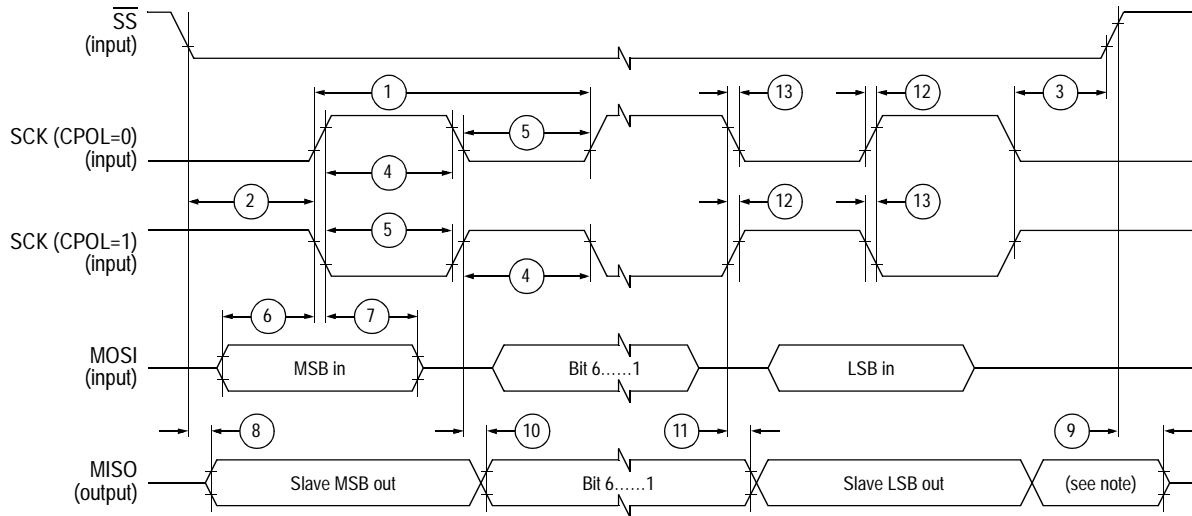 SS
(input)
1
13
12
3
SCK (CPOL=0)
(input)
5
4
2
12
13
SCK (CPOL=1)
(input)
5
4
6
7
MOSI
(input)
MSB in
Bit 6......1
LSB in
8
10
11
9
MISO
(output)
Slave MSB out
Bit 6......1
Slave LSB out
(see note)